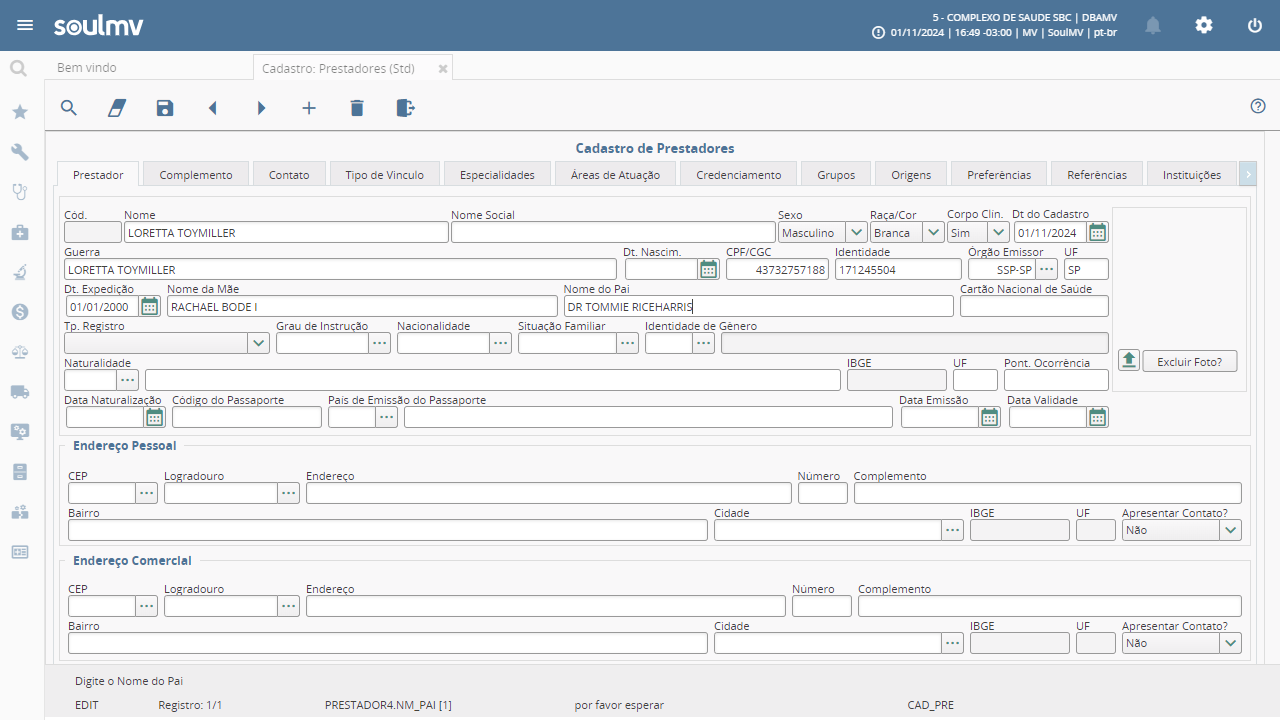 soulmv
5 - COMPLEXO DE SAUDE SBC | DBAMV
01/11/2024 | 16:49 -03:00 | MV | SoulMV | pt-br
Bem vindo
Cadastro: Prestadores (Std)
Cadastro de Prestadores
Prestador Complemento Contato Tipo de Vinculo Especialidades Áreas de Atuação Credenciamento Grupos Origens Preferências Referências Instituições
Cód. Nome Nome Social Sexo Raça/Cor Corpo Clín. Dt do Cadastro
LORETTA TOYMILLER Masculino Branca Sim 01/11/2024
Guerra Dt. Nascim. CPF/CGC Identidade Órgão Emissor UF
LORETTA TOYMILLER 43732757188 171245504 SSP-SP SP
Dt. Expedição Nome da Mãe Nome do Pai Cartão Nacional de Saúde
01/01/2000 RACHAEL BODE I DR TOMMIE RICEHARRIS
Tp. Registro Grau de Instrução Nacionalidade Situação Familiar Identidade de Gênero
Naturalidade IBGE UF Pont. Ocorrência
Excluir Foto?
Data Naturalização Código do Passaporte País de Emissão do Passaporte Data Emissão Data Validade
Endereço Pessoal
CEP Logradouro Endereço Número Complemento
Bairro Cidade IBGE UF Apresentar Contato?
Não
Endereço Comercial
CEP Logradouro Endereço Número Complemento
Bairro Cidade IBGE UF Apresentar Contato?
Não
Digite o Nome do Pai
EDIT Registro: 1/1 PRESTADOR4.NM_PAI [1] por favor esperar CAD_PRE